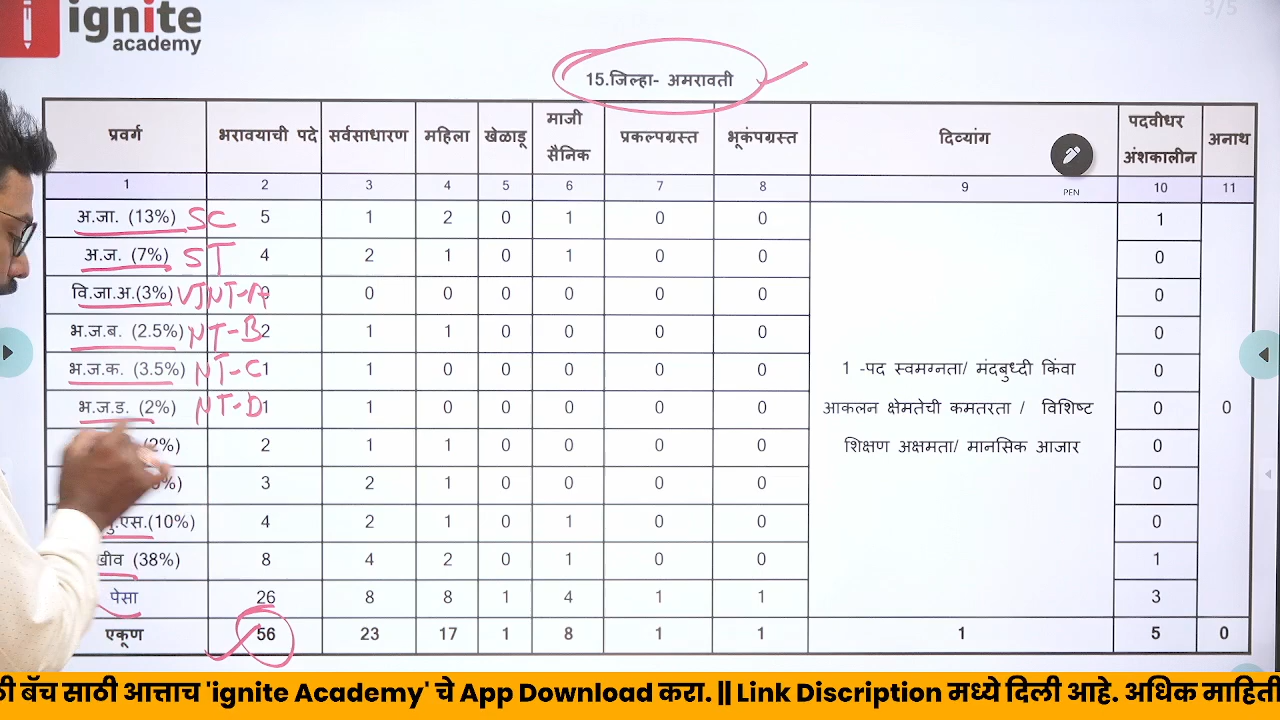 ignite
academy
3/5
15.जिल्हा- अमरावती
प्रवर्ग भरावयाची पदे सर्वसाधारण महिला खेळाडू माजी सैनिक प्रकल्पग्रस्त भूकंपग्रस्त दिव्यांग पदवीधर अंशकालीन अनाथ
PEN
1 2 3 4 5 6 7 8 9 10 11
अ.जा. (13%) SC 5 1 2 0 1 0 0 1
अ.ज. (7%) ST 4 2 1 0 1 0 0 0
वि.जा.अ.(3%) VJNT-A 0 0 0 0 0 0 0
भ.ज.ब. (2.5%) NT-B 2 1 1 0 0 0 0 0
भ.ज.क. (3.5%) NT-C 1 1 0 0 0 0 0 0
भ.ज.ड. (2%) NT-D 1 1 0 0 0 0 0 0
(2%) 2 1 1 0 0 0 0 0
%) 3 2 1 0 0 0 0 0
.एस.(10%) 4 2 1 0 1 0 0 0
(38%) 8 4 2 0 1 0 0 1
पेसा 26 8 8 1 4 1 1 3
एकूण 56 23 17 1 8 1 1 1 5 0
1 -पद स्वमग्नता/ मंदबुध्दी किंवा
आकलन क्षेमतेची कमतरता / विशिष्ट
शिक्षण अक्षमता/ मानसिक आजार
0
बॅच साठी आत्ताच 'ignite Academy' चे App Download करा. || Link Discription मध्ये दिली आहे. अधिक माहिती